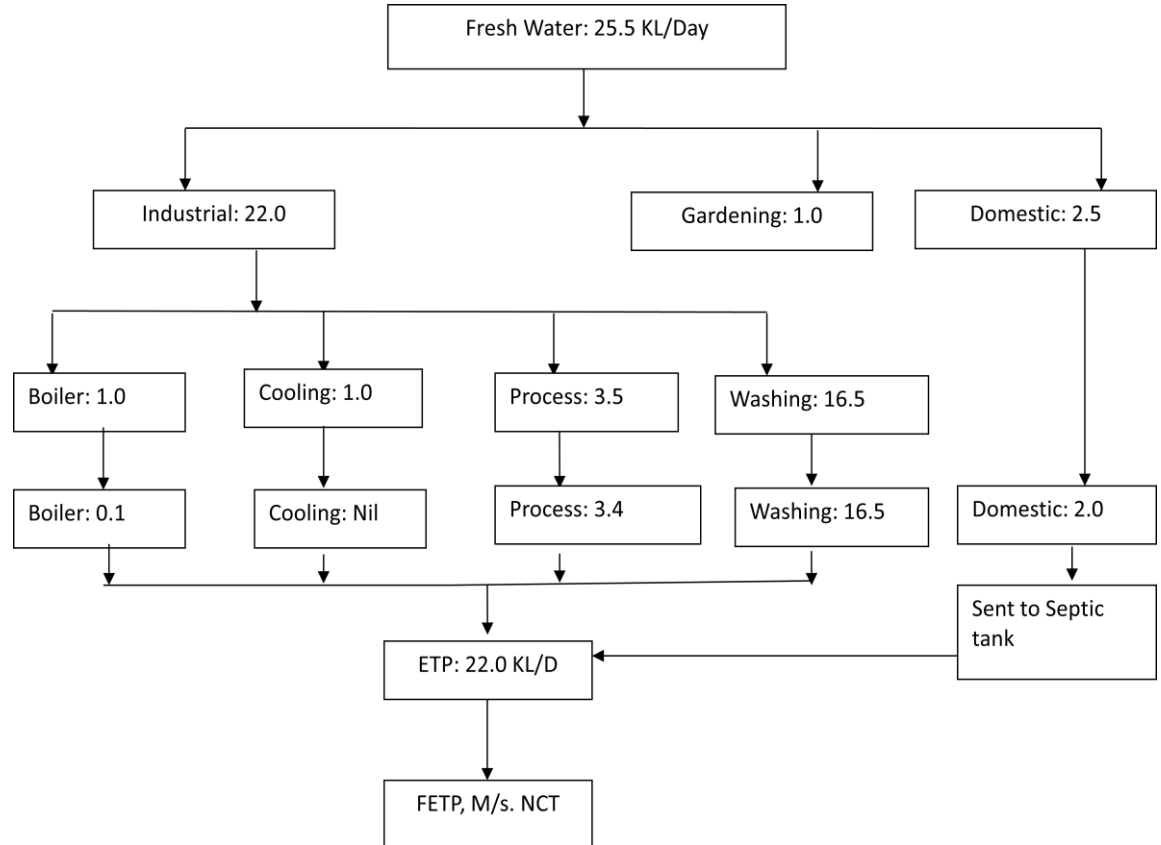 Fresh Water: 25.5 KL/Day
Industrial: 22.0
Gardening: 1.0
Domestic: 2.5
Boiler: 1.0
Cooling: 1.0
Process: 3.5
Washing: 16.5
Boiler: 0.1
Cooling: Nil
Process: 3.4
Washing: 16.5
Domestic: 2.0
Sent to Septic
tank
ETP: 22.0 KL/D
FETP, M/s. NCT